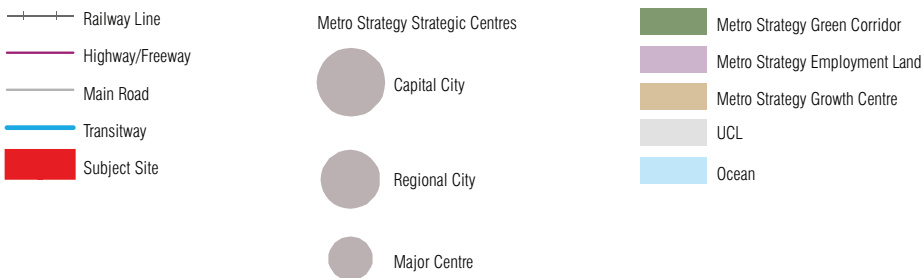 Railway Line
Highway/Freeway
Main Road
Transitway
Subject Site
Metro Strategy Strategic Centres
Capital City
Regional City
Major Centre
Metro Strategy Green Corridor
Metro Strategy Employment Land
Metro Strategy Growth Centre
UCL
Ocean